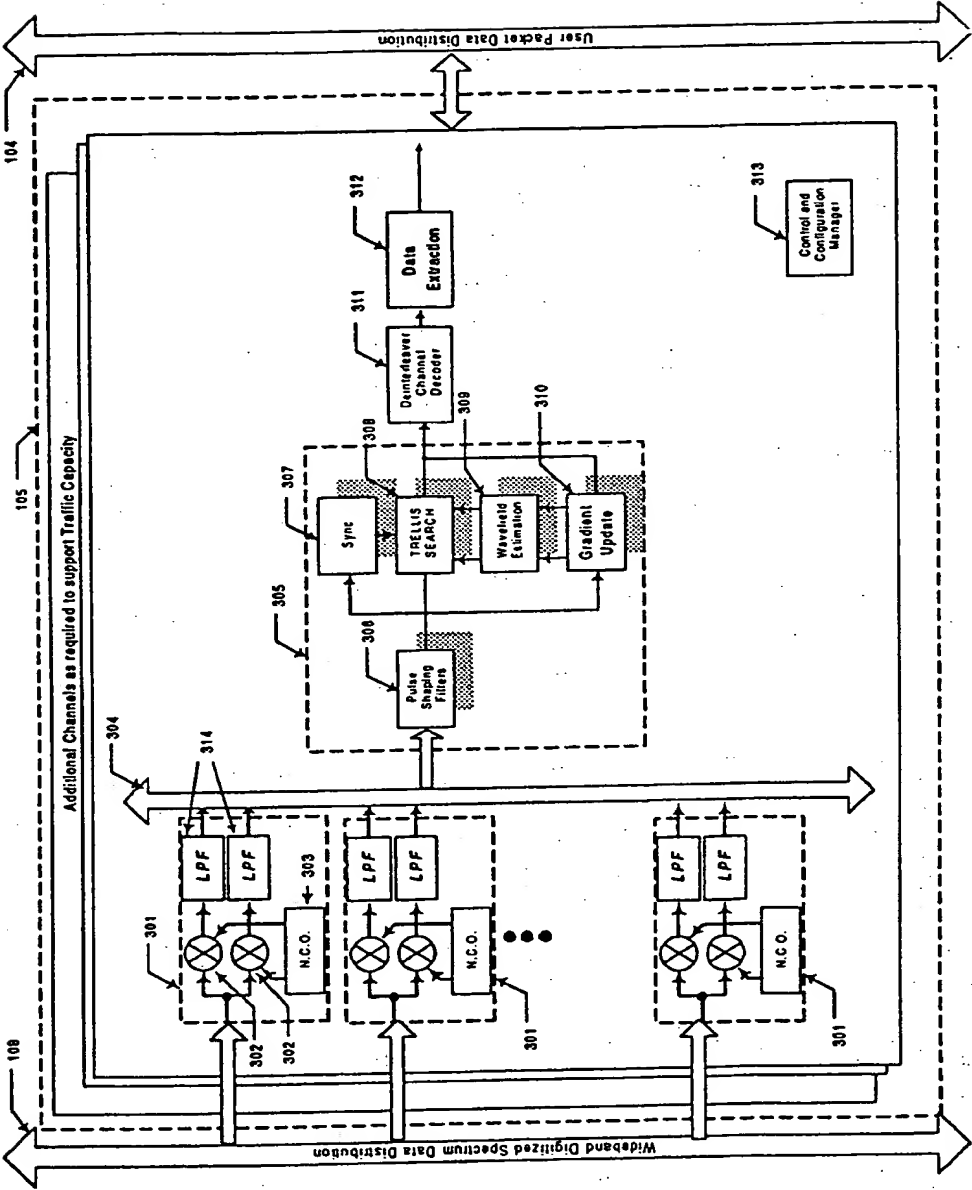 104
User Packet Data Distribution
105
Additional Channels as required to support Traffic Capacity
312
Data
Extraction
311
Deinterleaver
Channel
Decoder
313
Control and
Configuration
Manager
308
307
Sync
TRELLIS
SEARCH
309
Wavefield
Estimation
310
Gradient
Update
305
306
Pulse
Shaping
Filters
304
314
LPF
LPF
303
301
N.C.O.
302
302
LPF
LPF
N.C.O.
301
LPF
LPF
N.C.O.
301
Wideband Digitized Spectrum Data Distribution